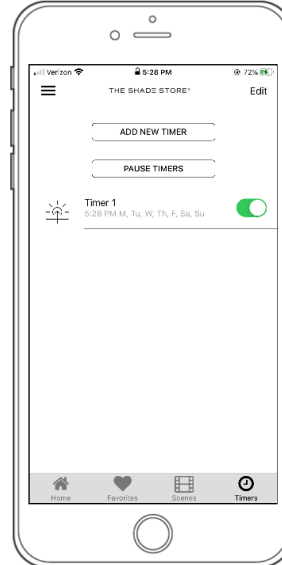 Verizon 5:28 PM 72%
THE SHADE STORE® Edit
ADD NEW TIMER
PAUSE TIMERS
Timer 1
5:28 PM M, Tu, W, Th, F, Sa, Su
Home Favorites Scenes Timers